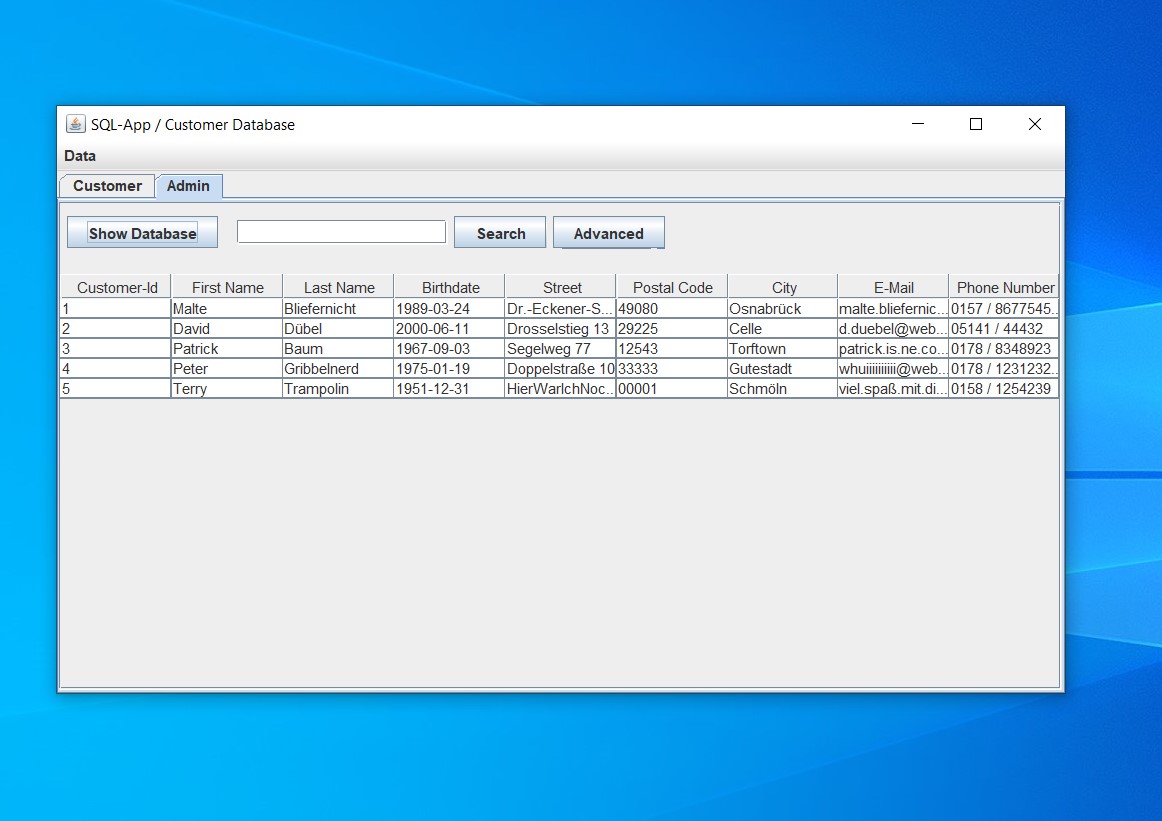 SQL-App / Customer Database
Data
Customer Admin
Show Database Search Advanced
Customer-Id First Name Last Name Birthdate Street Postal Code City E-Mail Phone Number
1 Malte Bliefernicht 1989-03-24 Dr.-Eckener-S... 49080 Osnabrück malte.bliefernic... 0157 / 8677545..
2 David Dübel 2000-06-11 Drosselstieg 13 29225 Celle d.duebel@web... 05141 / 44432
3 Patrick Baum 1967-09-03 Segelweg 77 12543 Torftown patrick.is.ne.co... 0178 / 8348923
4 Peter Gribbelnerd 1975-01-19 Doppelstraße 10 33333 Gutestadt whuiiiiiiiiii@web... 0178 / 1231232..
5 Terry Trampolin 1951-12-31 HierWarIchNoc.. 00001 Schmöln viel.spaß.mit.di... 0158 / 1254239